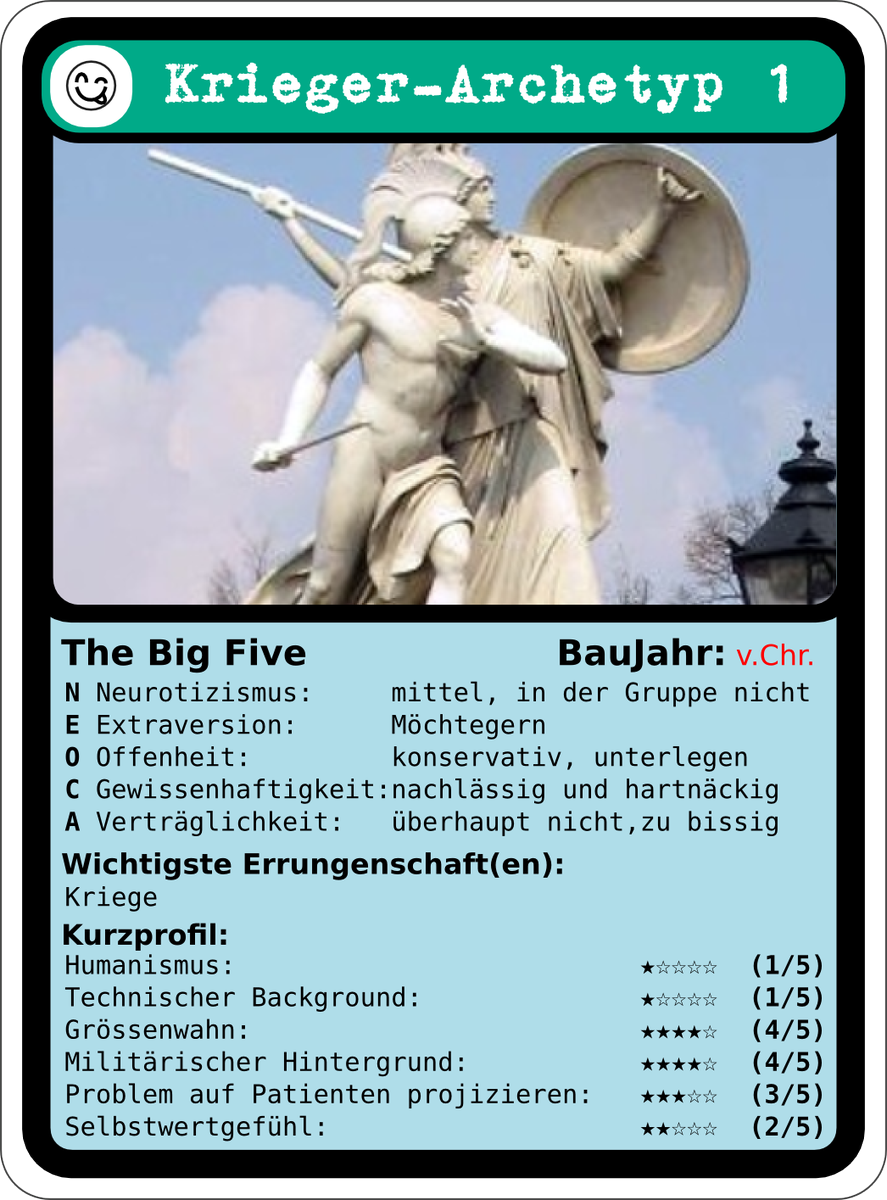 Krieger-Archetyp 1
The Big Five BauJahr: v.Chr.
N Neurotizismus: mittel, in der Gruppe nicht
E Extraversion: Möchtegern
O Offenheit: konservativ, unterlegen
C Gewissenhaftigkeit:nachlässig und hartnäckig
A Verträglichkeit: überhaupt nicht,zu bissig
Wichtigste Errungenschaft(en):
Kriege
Kurzprofil:
Humanismus: ★☆☆☆☆ (1/5)
Technischer Background: ★☆☆☆☆ (1/5)
Grössenwahn: ★★★★☆ (4/5)
Militärischer Hintergrund: ★★★★☆ (4/5)
Problem auf Patienten projizieren: ★★★☆☆ (3/5)
Selbstwertgefühl: ★★☆☆☆ (2/5)